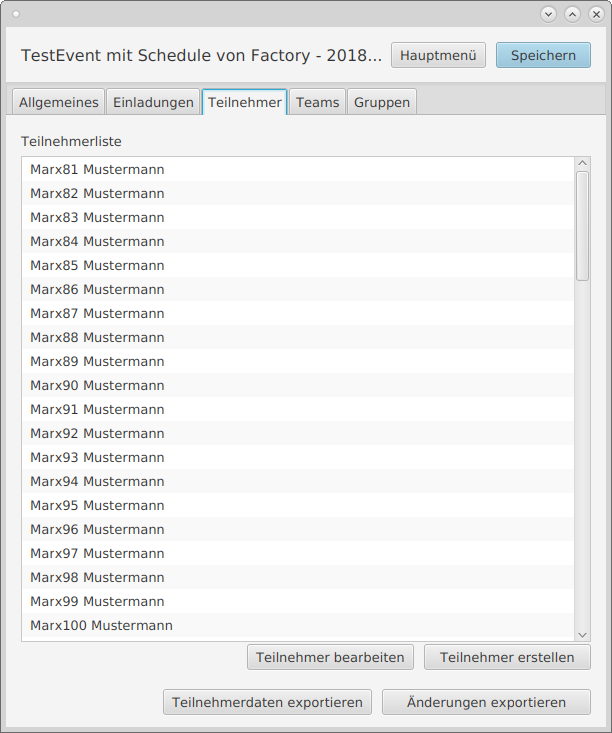 TestEvent mit Schedule von Factory - 2018... Hauptmenü Speichern
Allgemeines Einladungen Teilnehmer Teams Gruppen
Teilnehmerliste
Marx81 Mustermann
Marx82 Mustermann
Marx83 Mustermann
Marx84 Mustermann
Marx85 Mustermann
Marx86 Mustermann
Marx87 Mustermann
Marx88 Mustermann
Marx89 Mustermann
Marx90 Mustermann
Marx91 Mustermann
Marx92 Mustermann
Marx93 Mustermann
Marx94 Mustermann
Marx95 Mustermann
Marx96 Mustermann
Marx97 Mustermann
Marx98 Mustermann
Marx99 Mustermann
Marx100 Mustermann
Teilnehmer bearbeiten Teilnehmer erstellen
Teilnehmerdaten exportieren Änderungen exportieren